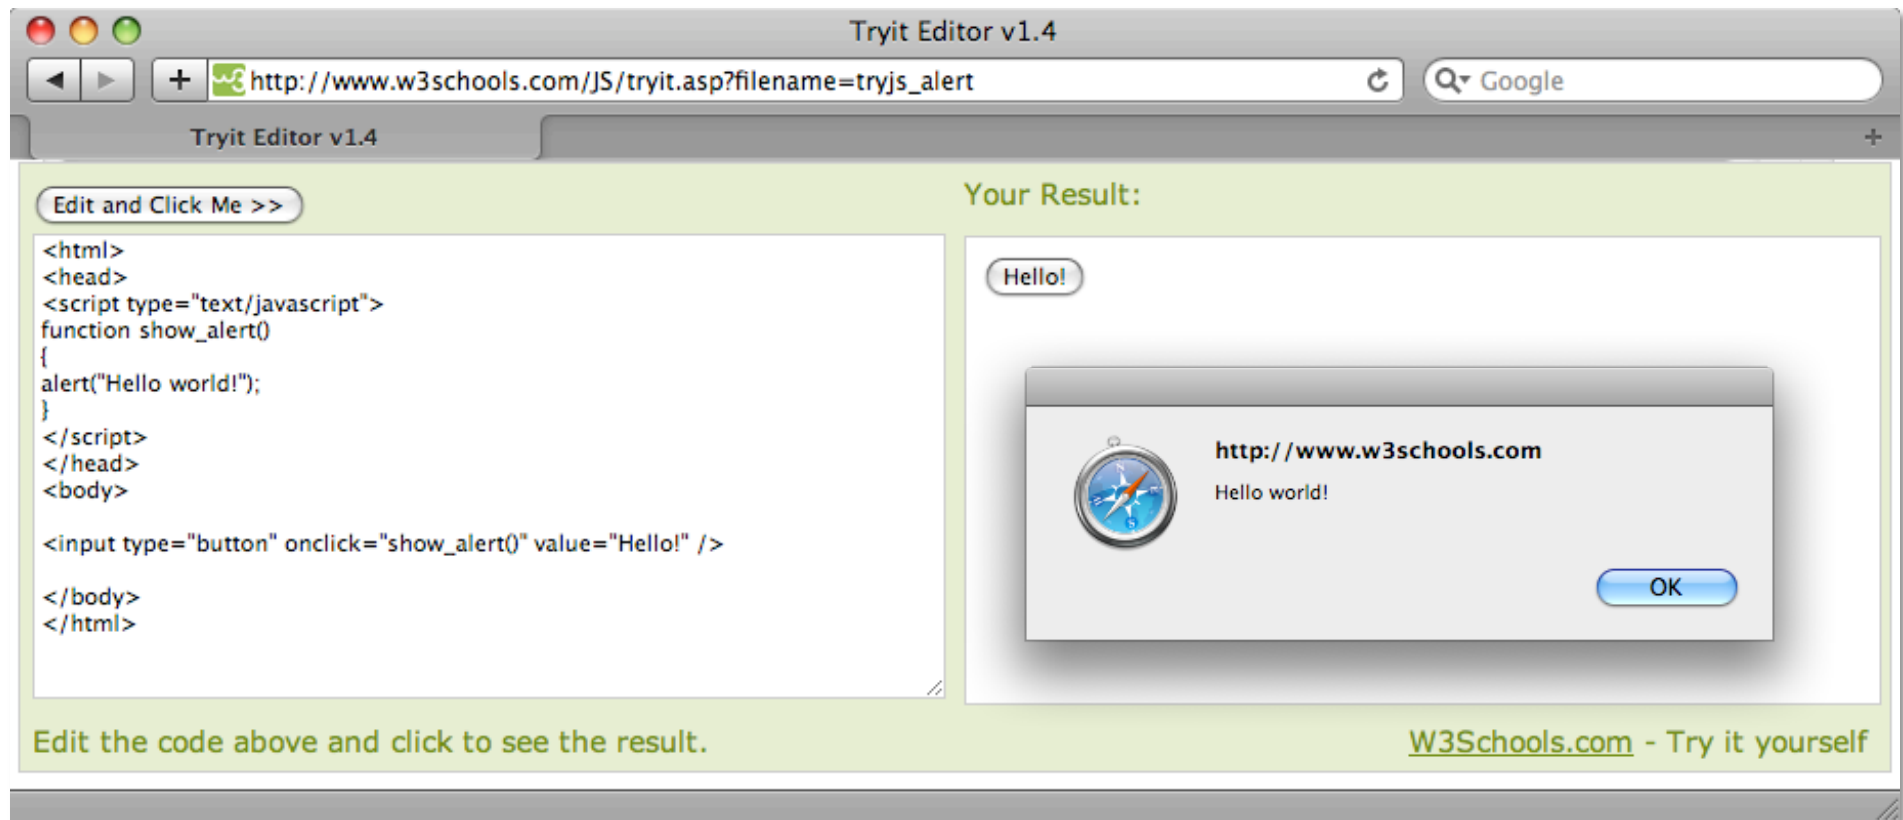 Tryit Editor v1.4
http://www.w3schools.com/JS/tryit.asp?filename=tryjs_alert
Google
Tryit Editor v1.4
Edit and Click Me >>
<html>
<head>
<script type="text/javascript">
function show_alert()
{
alert("Hello world!");
}
</script>
</head>
<body>
<input type="button" onclick="show_alert()" value="Hello!" />
</body>
</html>
Your Result:
Hello!
http://www.w3schools.com
Hello world!
OK
Edit the code above and click to see the result.
W3Schools.com - Try it yourself